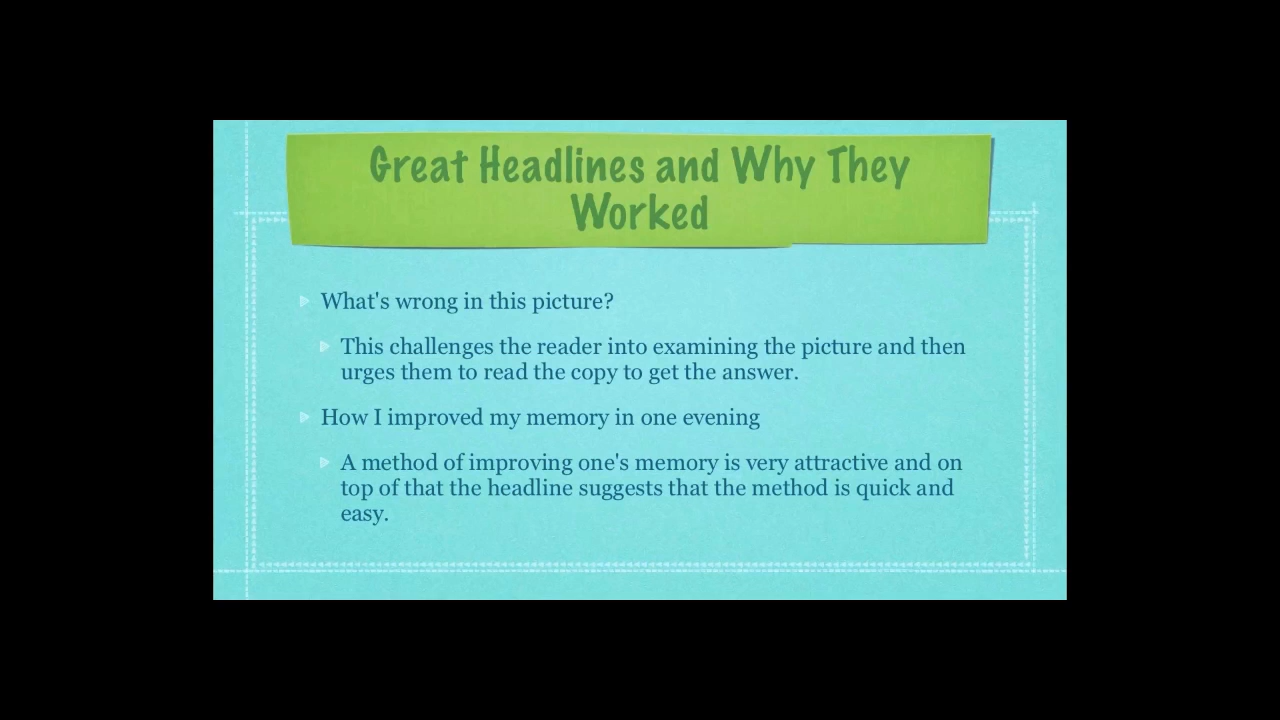 Great Headlines and Why They
Worked
What's wrong in this picture?
This challenges the reader into examining the picture and then
urges them to read the copy to get the answer.
How I improved my memory in one evening
A method of improving one's memory is very attractive and on
top of that the headline suggests that the method is quick and
easy.